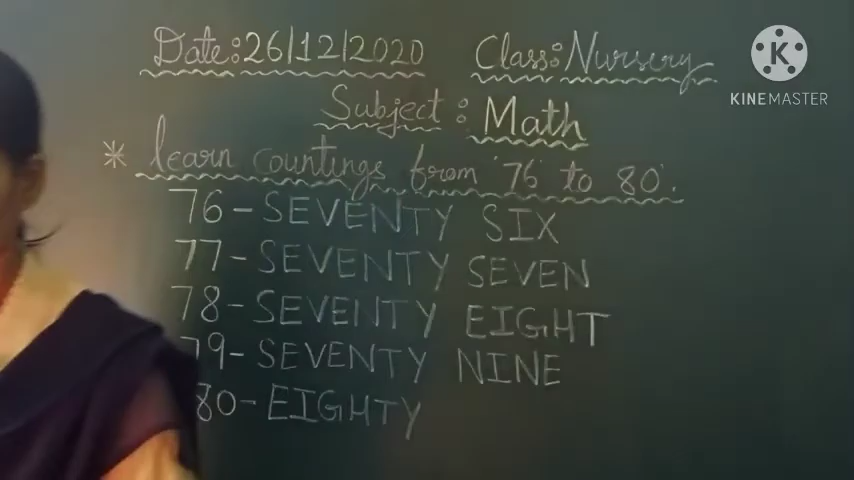 Date:26/12/2020 Class:Nursery
KINEMASTER
Subject: Math
* learn countings from '76' to 80'.
76-SEVENTY SIX
77-SEVENTY SEVEN
78-SEVENTY EIGHT
79-SEVENTY NINE
80-EIGHTY